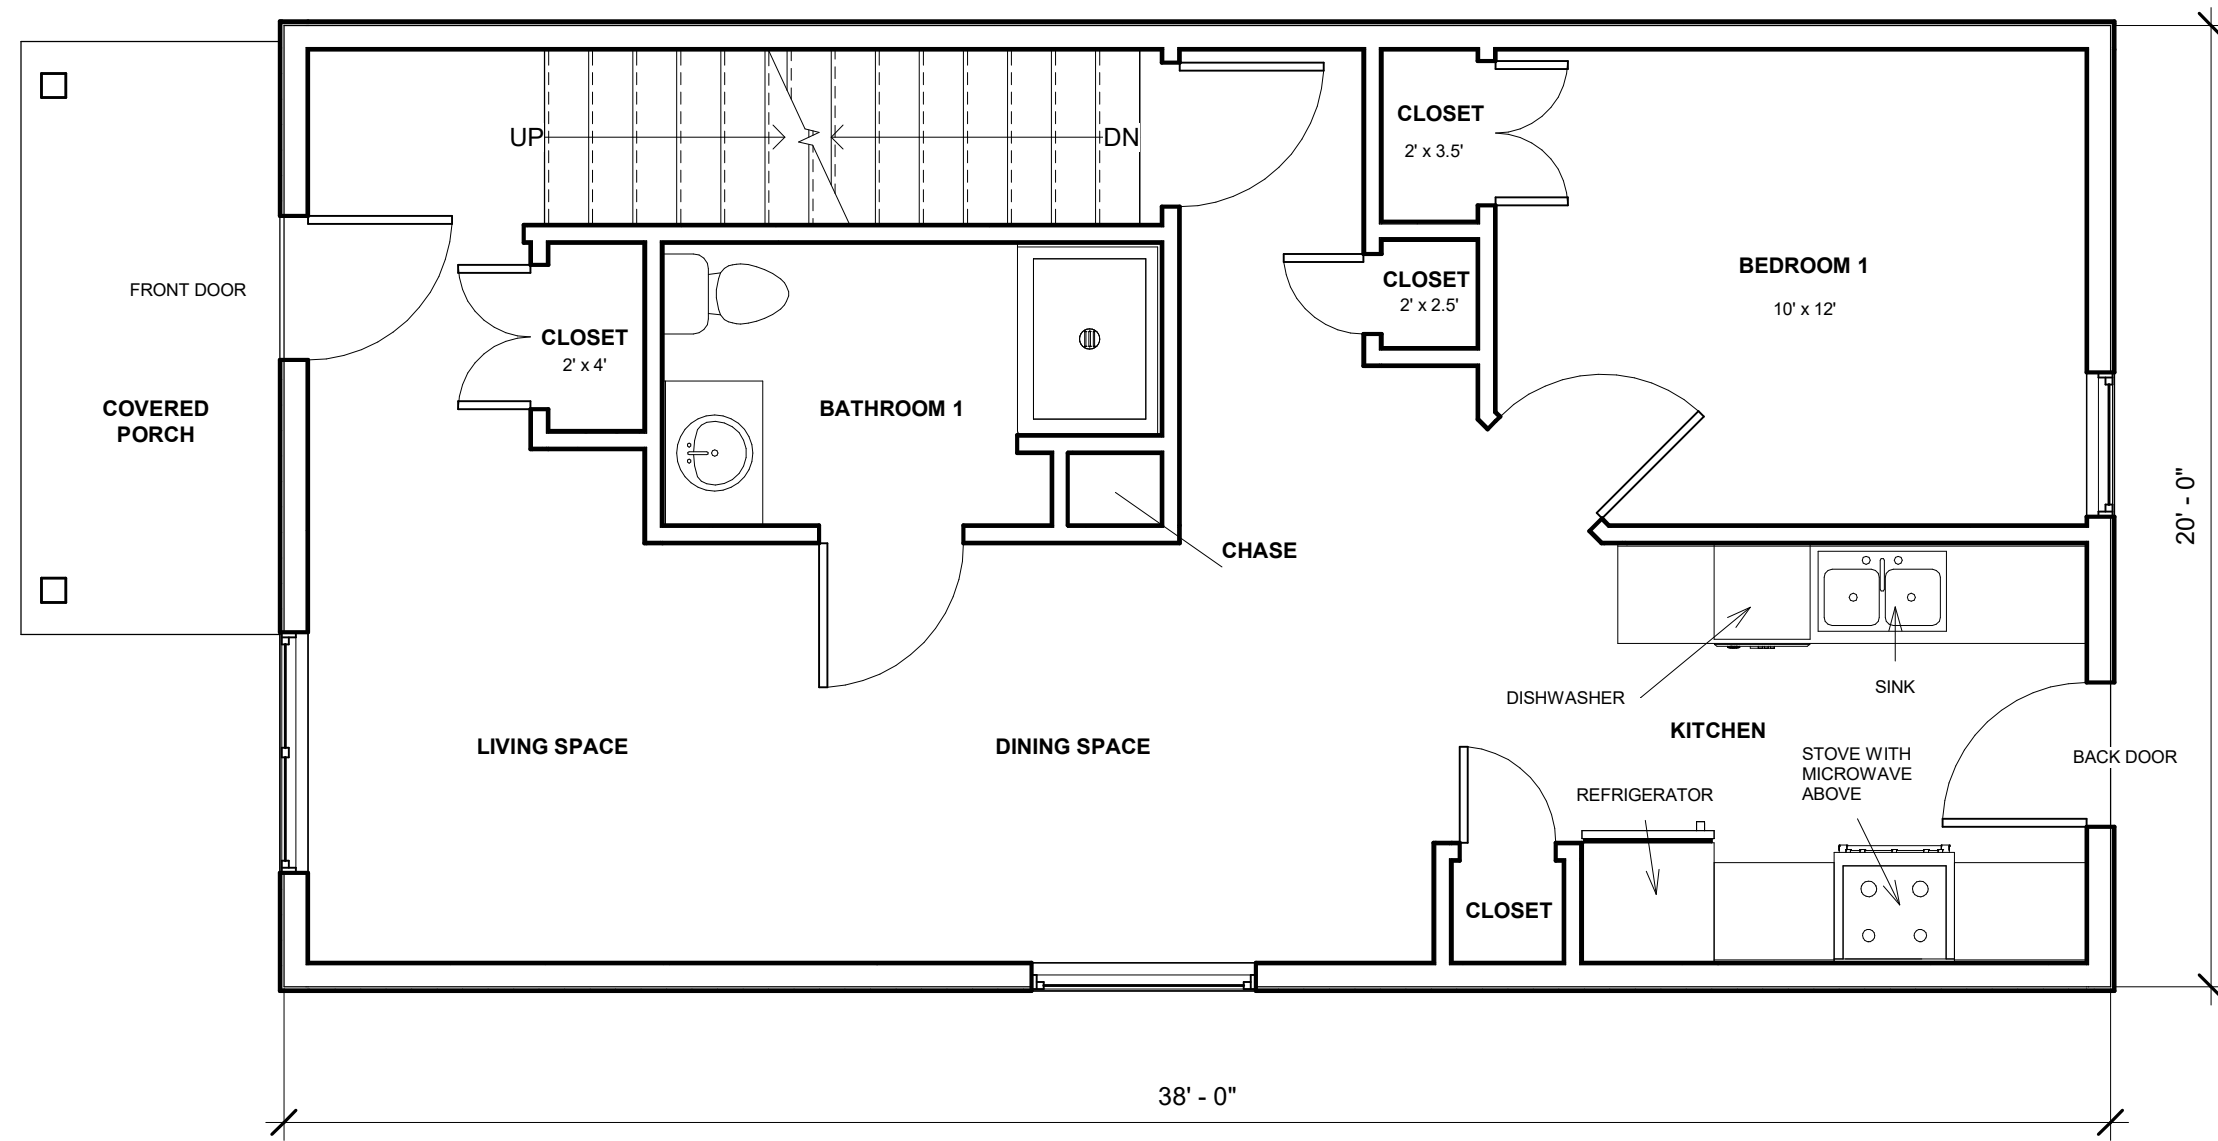 UP
DN
CLOSET
2' x 3.5'
BEDROOM 1
10' x 12'
CLOSET
2' x 2.5'
FRONT DOOR
CLOSET
2' x 4'
COVERED
PORCH
BATHROOM 1
CHASE
20' - 0"
DISHWASHER
SINK
KITCHEN
LIVING SPACE
DINING SPACE
STOVE WITH
MICROWAVE
ABOVE
BACK DOOR
REFRIGERATOR
CLOSET
38' - 0"